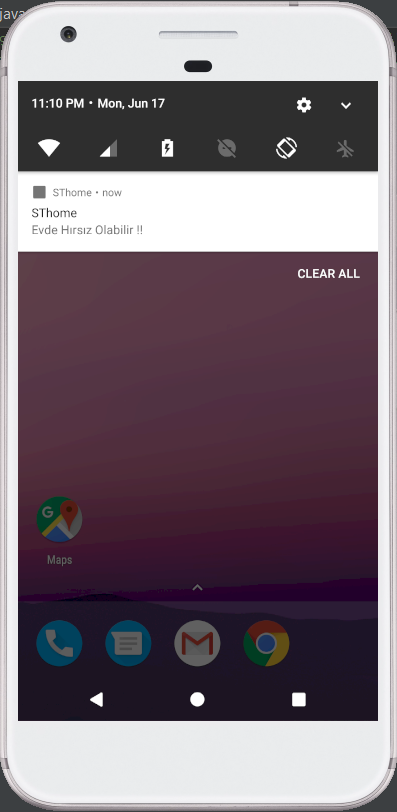 java
11:10 PM • Mon, Jun 17
SThome • now
SThome
Evde Hırsız Olabilir !!
CLEAR ALL
G
Maps